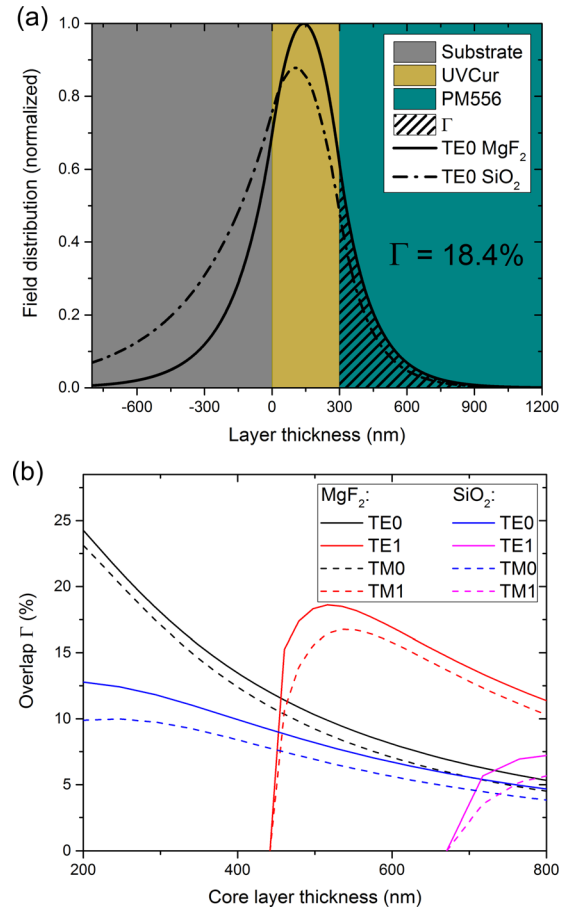 (a)
Field distribution (normalized)
1.0
0.8
0.6
0.4
0.2
0.0
Substrate
UVCur
PM556
Γ
TE0 MgF₂
TE0 SiO₂
Γ = 18.4%
-600
-300
0
300
600
900
1200
Layer thickness (nm)
(b)
Overlap Γ (%)
25
20
15
10
5
0
MgF₂:
SiO₂:
TE0
TE0
TE1
TE1
TM0
TM0
TM1
TM1
200
400
600
800
Core layer thickness (nm)